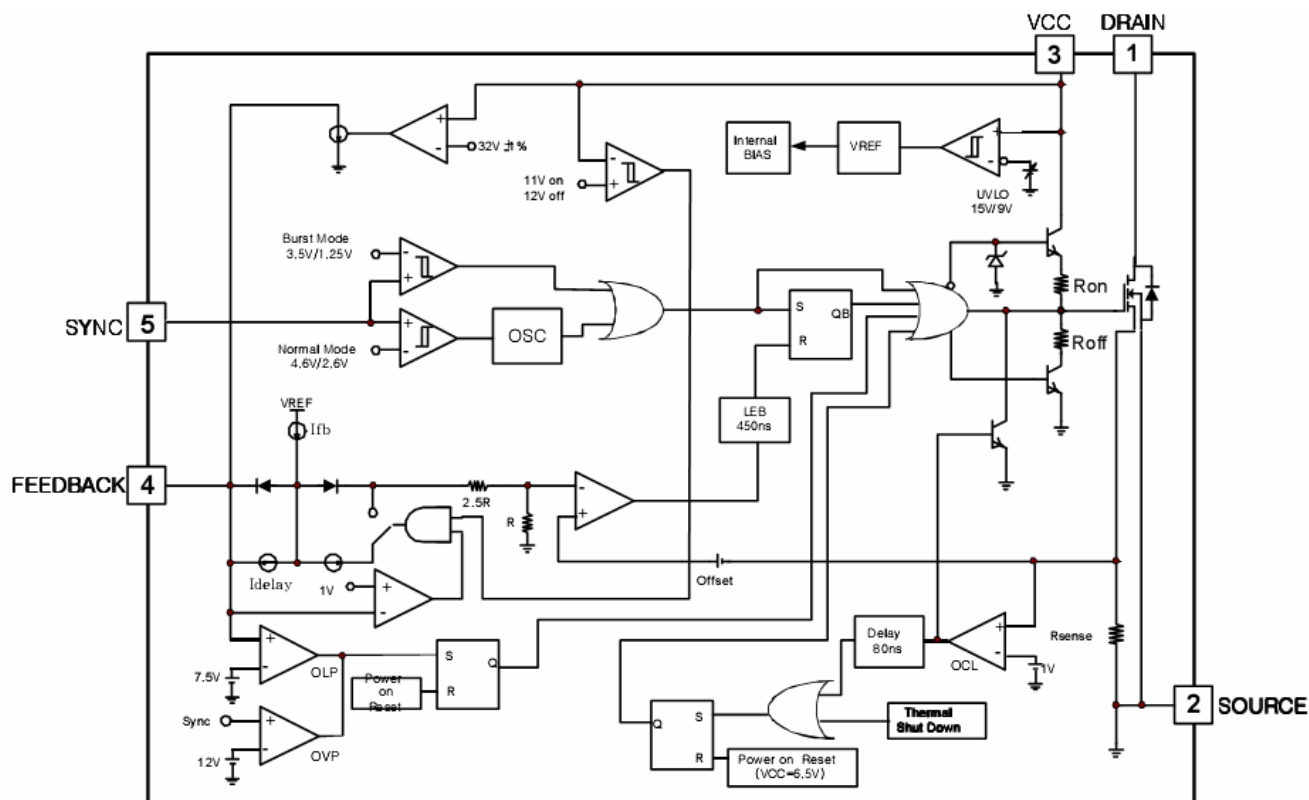 VCC
DRAIN
3
1
+
-
32V ±1%
-
+
11V on
12V off
Internal
BIAS
VREF
+
-
UVLO
15V/9V
Burst Mode
3.5V/1.25V
-
+
SYNC
5
+
-
Normal Mode
4.6V/2.6V
OSC
S
QB
R
Ron
Roff
LEB
450ns
VREF
Ifb
FEEDBACK
4
2.5R
R
-
+
Idelay
1V
+
-
Offset
+
-
7.5V
OLP
S
Q
R
Power
on
Reset
Sync
+
-
12V
OVP
Delay
80ns
+
-
OCL
1V
Rsense
Q
S
R
Thermal
Shut Down
Power on Reset
(VCC=6.5V)
2
SOURCE